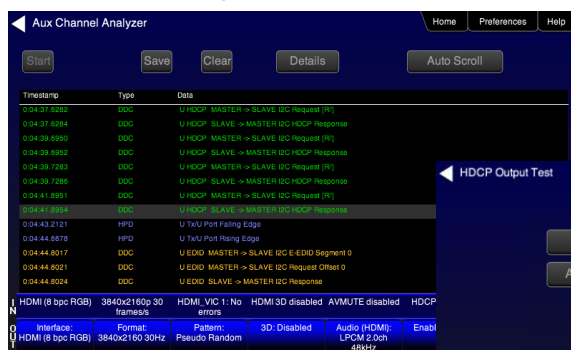 Aux Channel Analyzer
Home Preferences Help
Start Save Clear Details Auto Scroll
Timestamp Type Data
0:04:37.6282 DDC U HDCP MASTER -> SLAVE I2C Request [Ri']
0:04:37.6284 DDC U HDCP SLAVE -> MASTER I2C HDCP Response
0:04:39.6950 DDC U HDCP MASTER -> SLAVE I2C Request [Ri']
0:04:39.6952 DDC U HDCP SLAVE -> MASTER I2C HDCP Response
0:04:39.7283 DDC U HDCP MASTER -> SLAVE I2C Request [Ri']
0:04:39.7286 DDC U HDCP SLAVE -> MASTER I2C HDCP Response
0:04:41.8951 DDC U HDCP MASTER -> SLAVE I2C Request [Ri']
0:04:41.8954 DDC U HDCP SLAVE -> MASTER I2C HDCP Response
0:04:43.2121 HPD U Tx/U Port Falling Edge
0:04:44.6678 HPD U Tx/U Port Rising Edge
0:04:44.8017 DDC U EDID MASTER -> SLAVE I2C E-EDID Segment 0
0:04:44.8021 DDC U EDID MASTER -> SLAVE I2C Request Offset 0
0:04:44.8024 DDC U EDID SLAVE -> MASTER I2C Response
HDCP Output Test
A
IN HDMI (8 bpc RGB) 3840x2160p 30 frames/s HDMI_VIC 1: No errors HDMI 3D disabled AVMUTE disabled HDCP
OUT Interface: HDMI (8 bpc RGB) Format: 3840x2160 30Hz Pattern: Pseudo Random 3D: Disabled Audio (HDMI): LPCM 2.0ch 48kHz Enabl